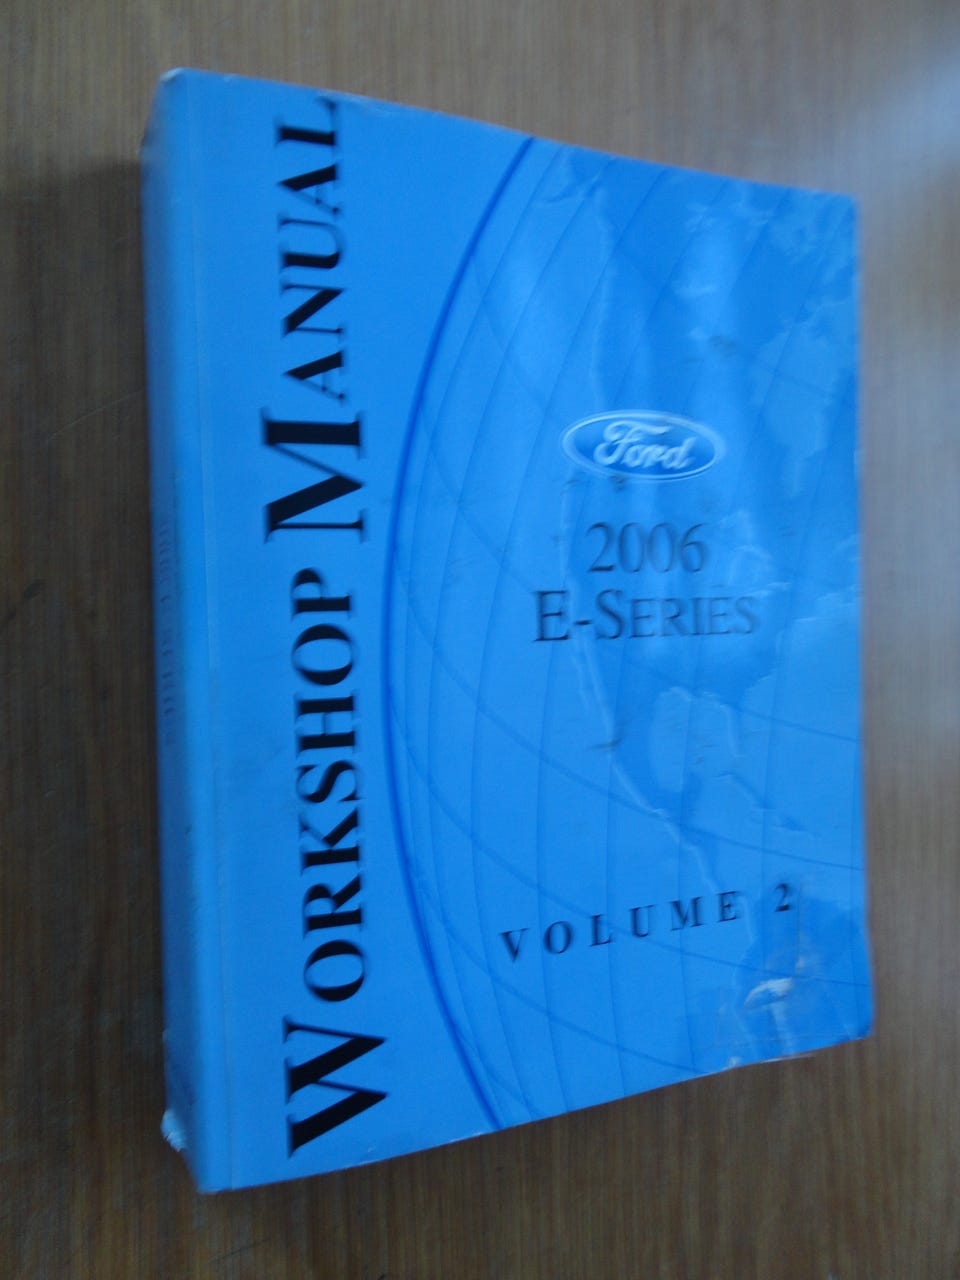 WORKSHOP MANUAL
Ford
2006
E-SERIES
VOLUME 2